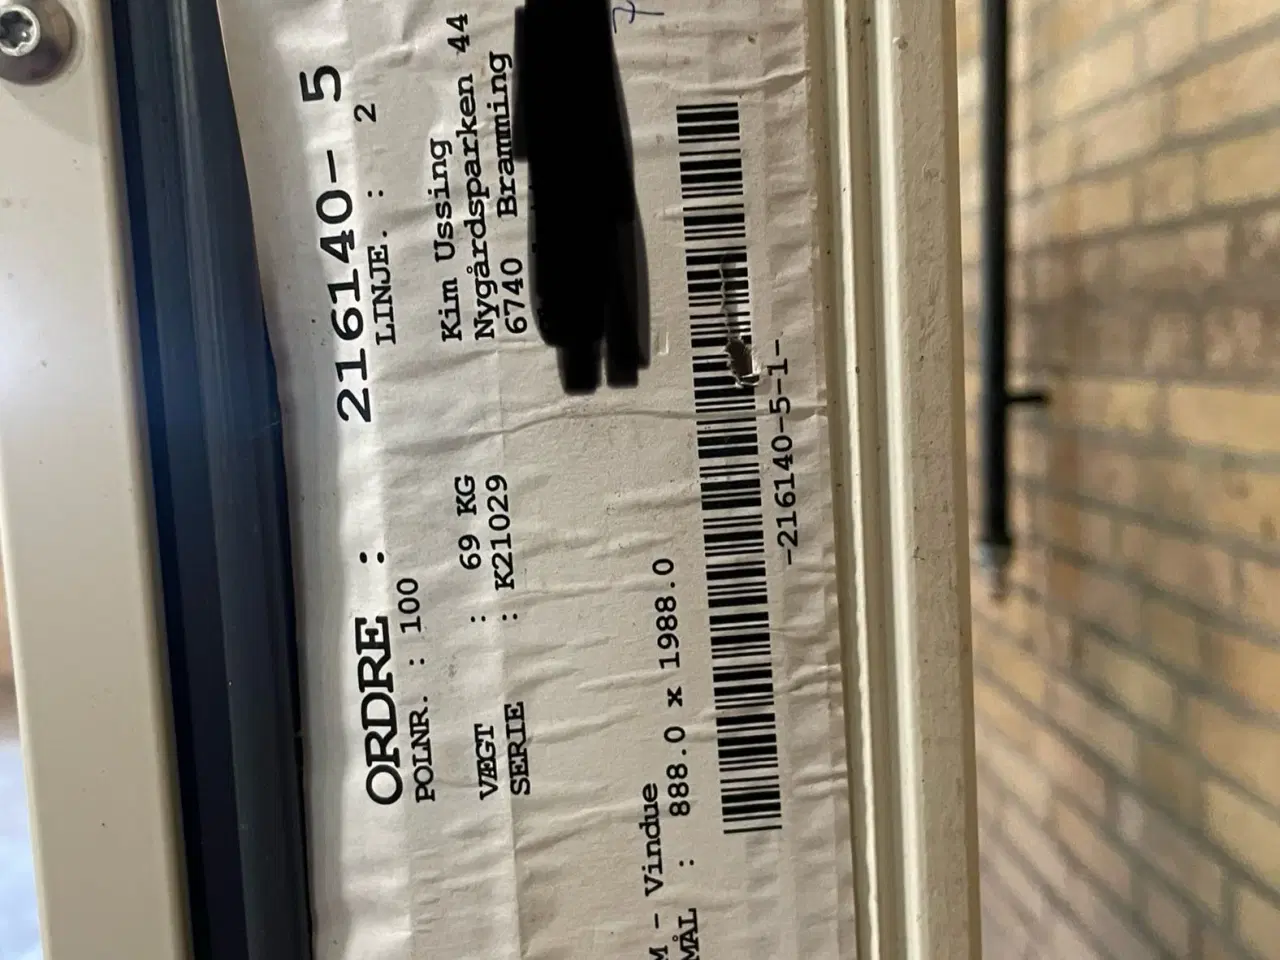 ORDRE : 216140- 5
POLNR. : 100 LINJE. : 2
Kim Ussing
VÆGT : 69 KG Nygårdsparken 44
SERIE : K21029 6740 Bramming
7
- Vindue
MÅL : 888.0 x 1988.0
-216140-5-1-